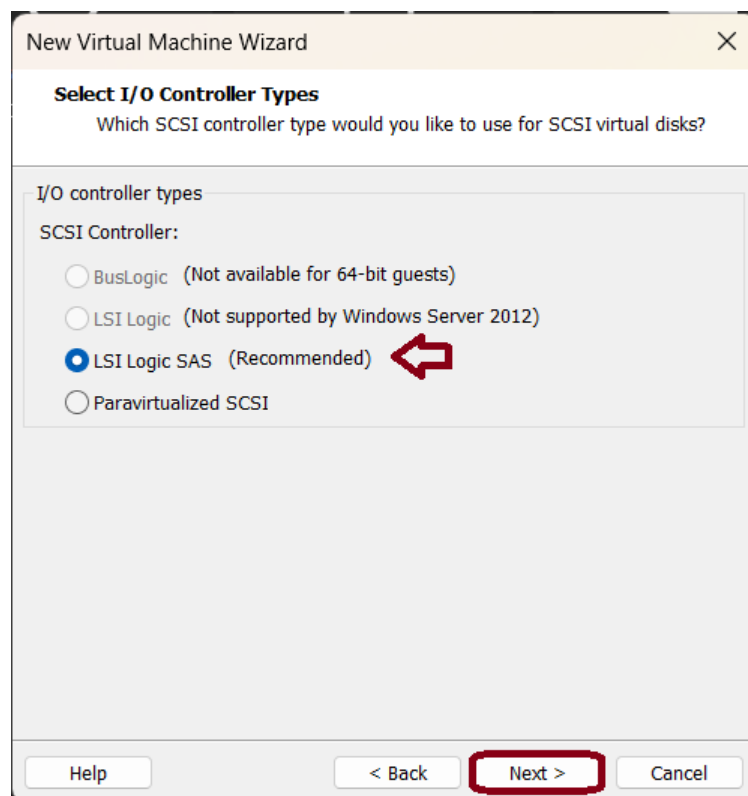 New Virtual Machine Wizard
Select I/O Controller Types
Which SCSI controller type would you like to use for SCSI virtual disks?
I/O controller types
SCSI Controller:
BusLogic (Not available for 64-bit guests)
LSI Logic (Not supported by Windows Server 2012)
LSI Logic SAS (Recommended)
Paravirtualized SCSI
Help < Back Next > Cancel